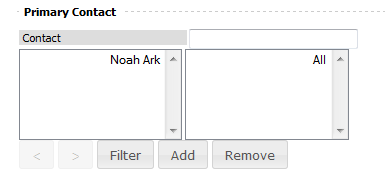 Primary Contact
Contact
Noah Ark All
< > Filter Add Remove